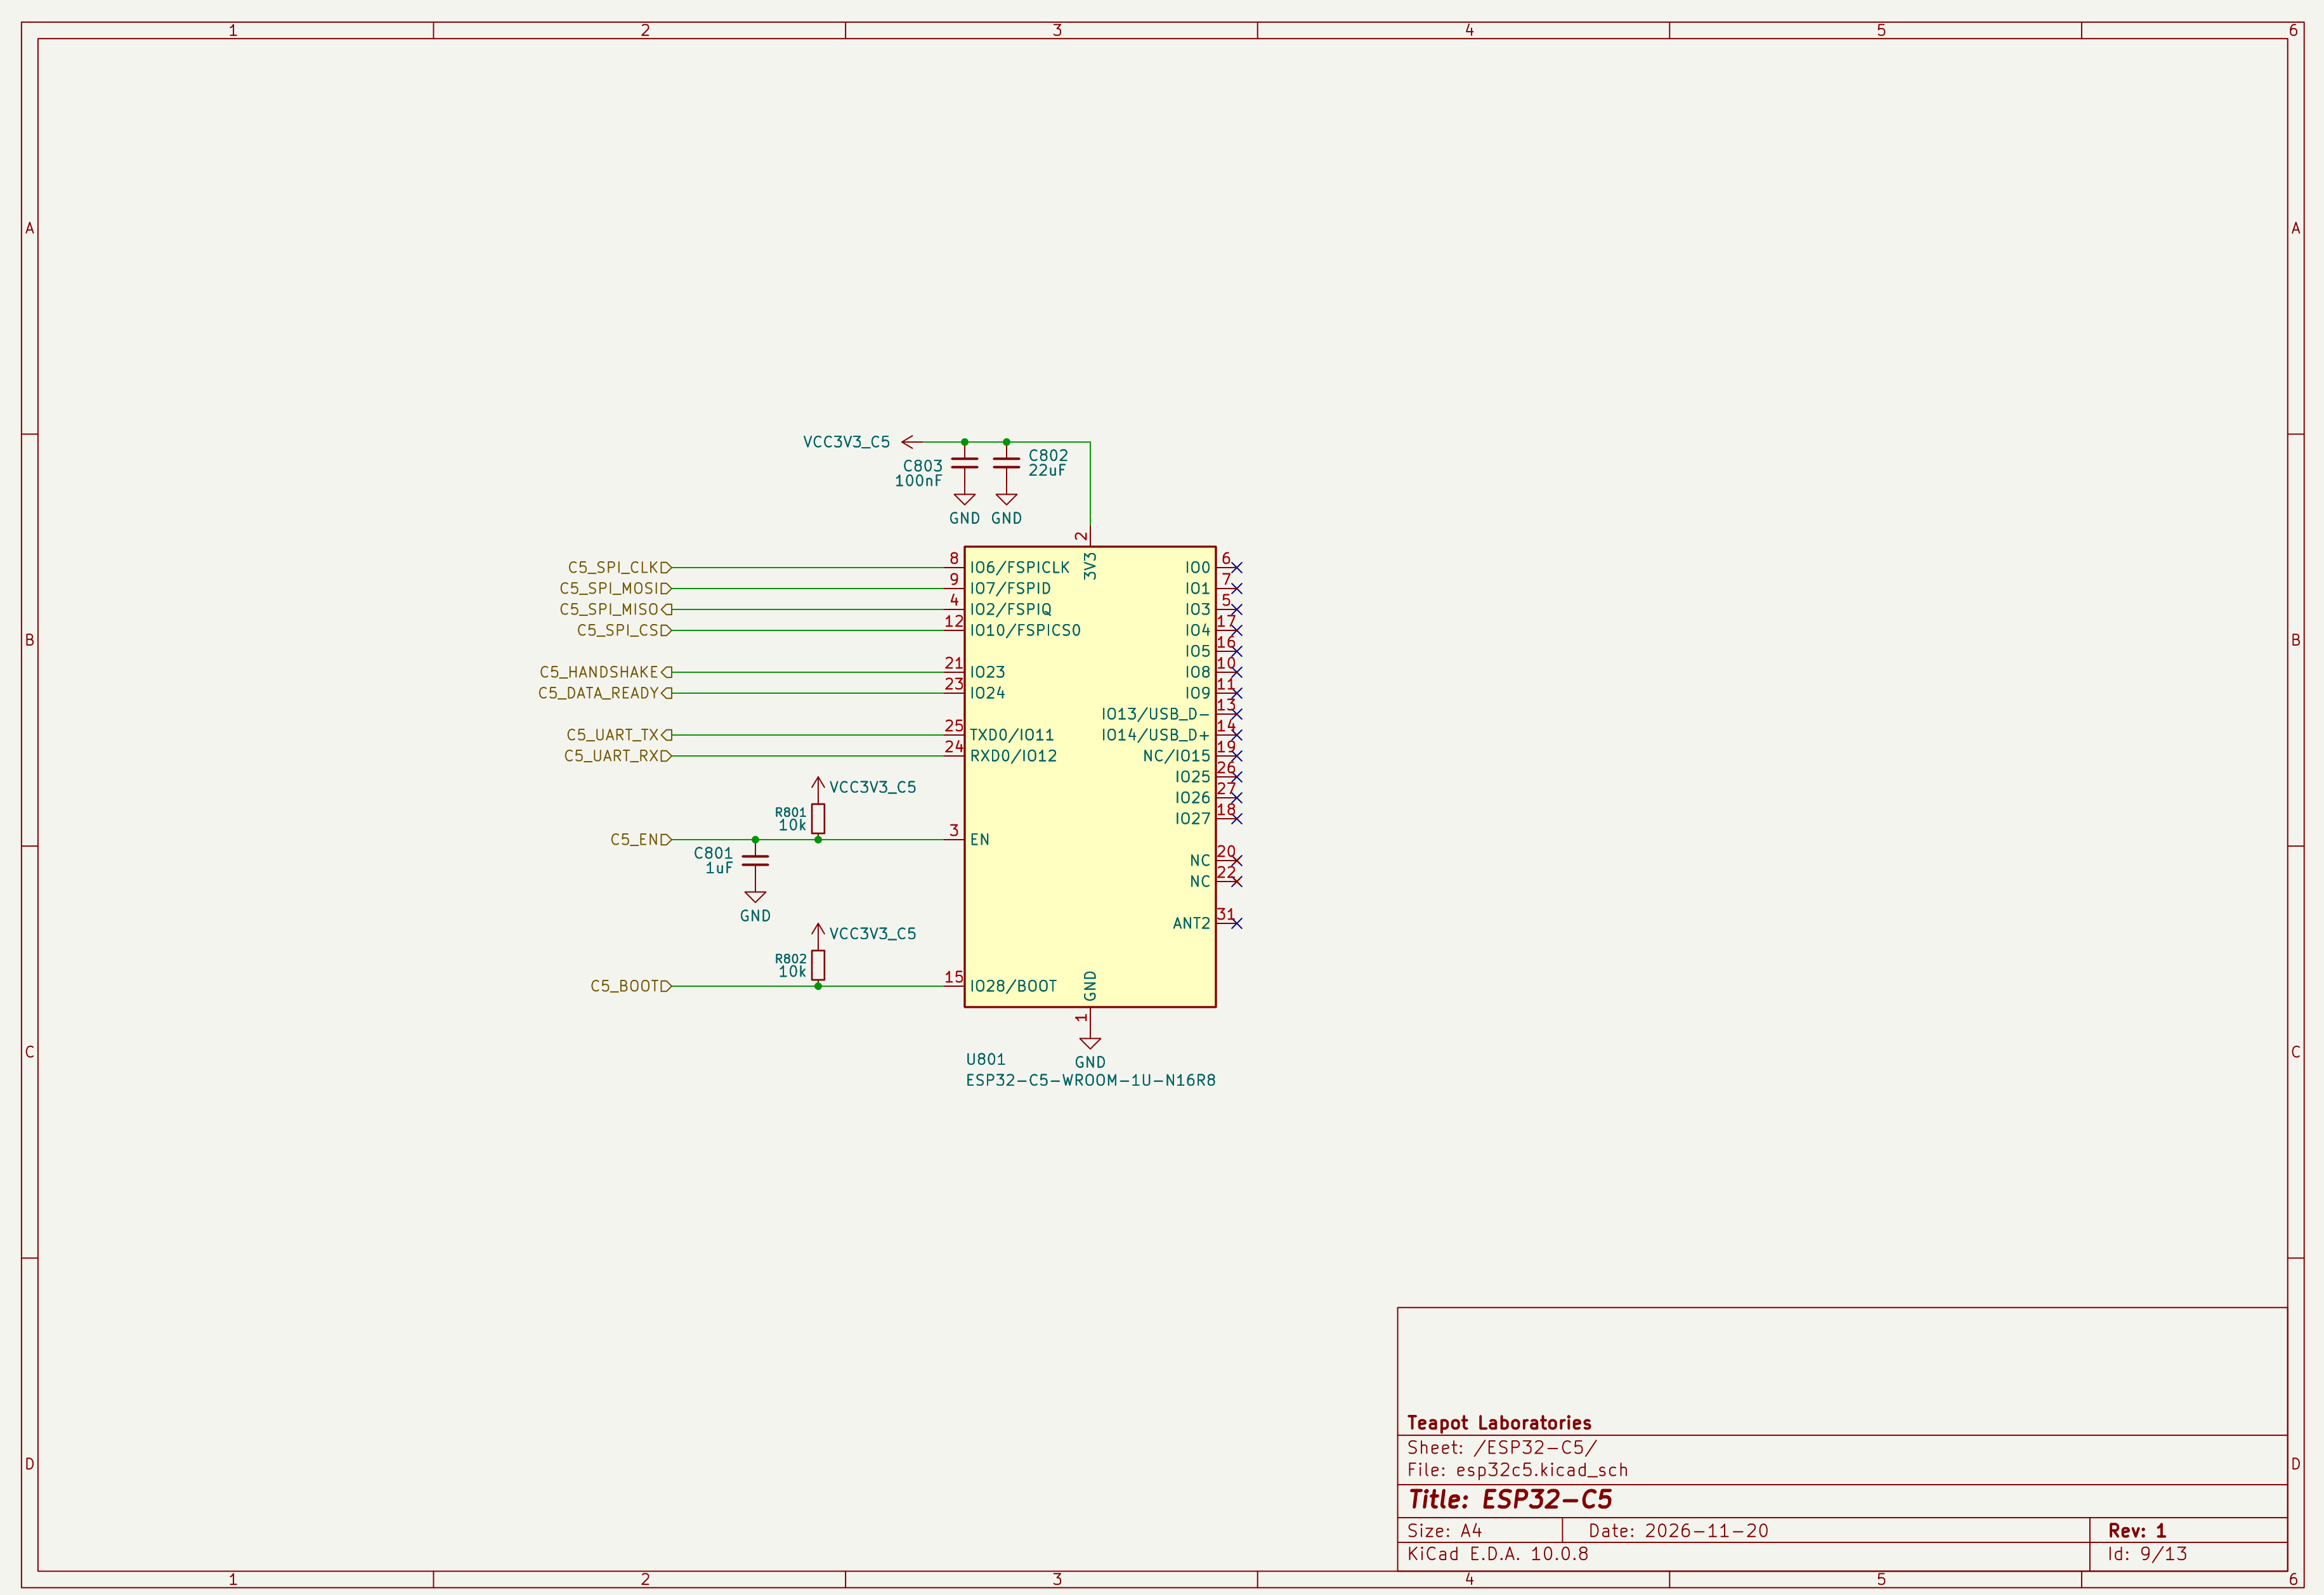 1 2 3 4 5 6
A A
VCC3V3_C5
C803
100nF
C802
22uF
GND GND
2
3V3
C5_SPI_CLK 8 IO6/FSPICLK IO0 6
C5_SPI_MOSI 9 IO7/FSPID IO1 7
C5_SPI_MISO 4 IO2/FSPIQ IO3 5
C5_SPI_CS 12 IO10/FSPICS0 IO4 17
B B
IO5 16
C5_HANDSHAKE 21 IO23 IO8 10
C5_DATA_READY 23 IO24 IO9 11
IO13/USB_D- 13
C5_UART_TX 25 TXD0/IO11 IO14/USB_D+ 14
C5_UART_RX 24 RXD0/IO12 NC/IO15 19
IO25 26
VCC3V3_C5
IO26 27
R801
10k
IO27 18
C5_EN 3 EN
C801
1uF
GND
NC 20
NC 22
ANT2 31
VCC3V3_C5
R802
10k
C5_BOOT 15 IO28/BOOT
GND
1
GND
U801
ESP32-C5-WROOM-1U-N16R8
C C
Teapot Laboratories
Sheet: /ESP32-C5/
File: esp32c5.kicad_sch
D D
Title: ESP32-C5
Size: A4 Date: 2026-11-20 Rev: 1
KiCad E.D.A. 10.0.8 Id: 9/13
1 2 3 4 5 6